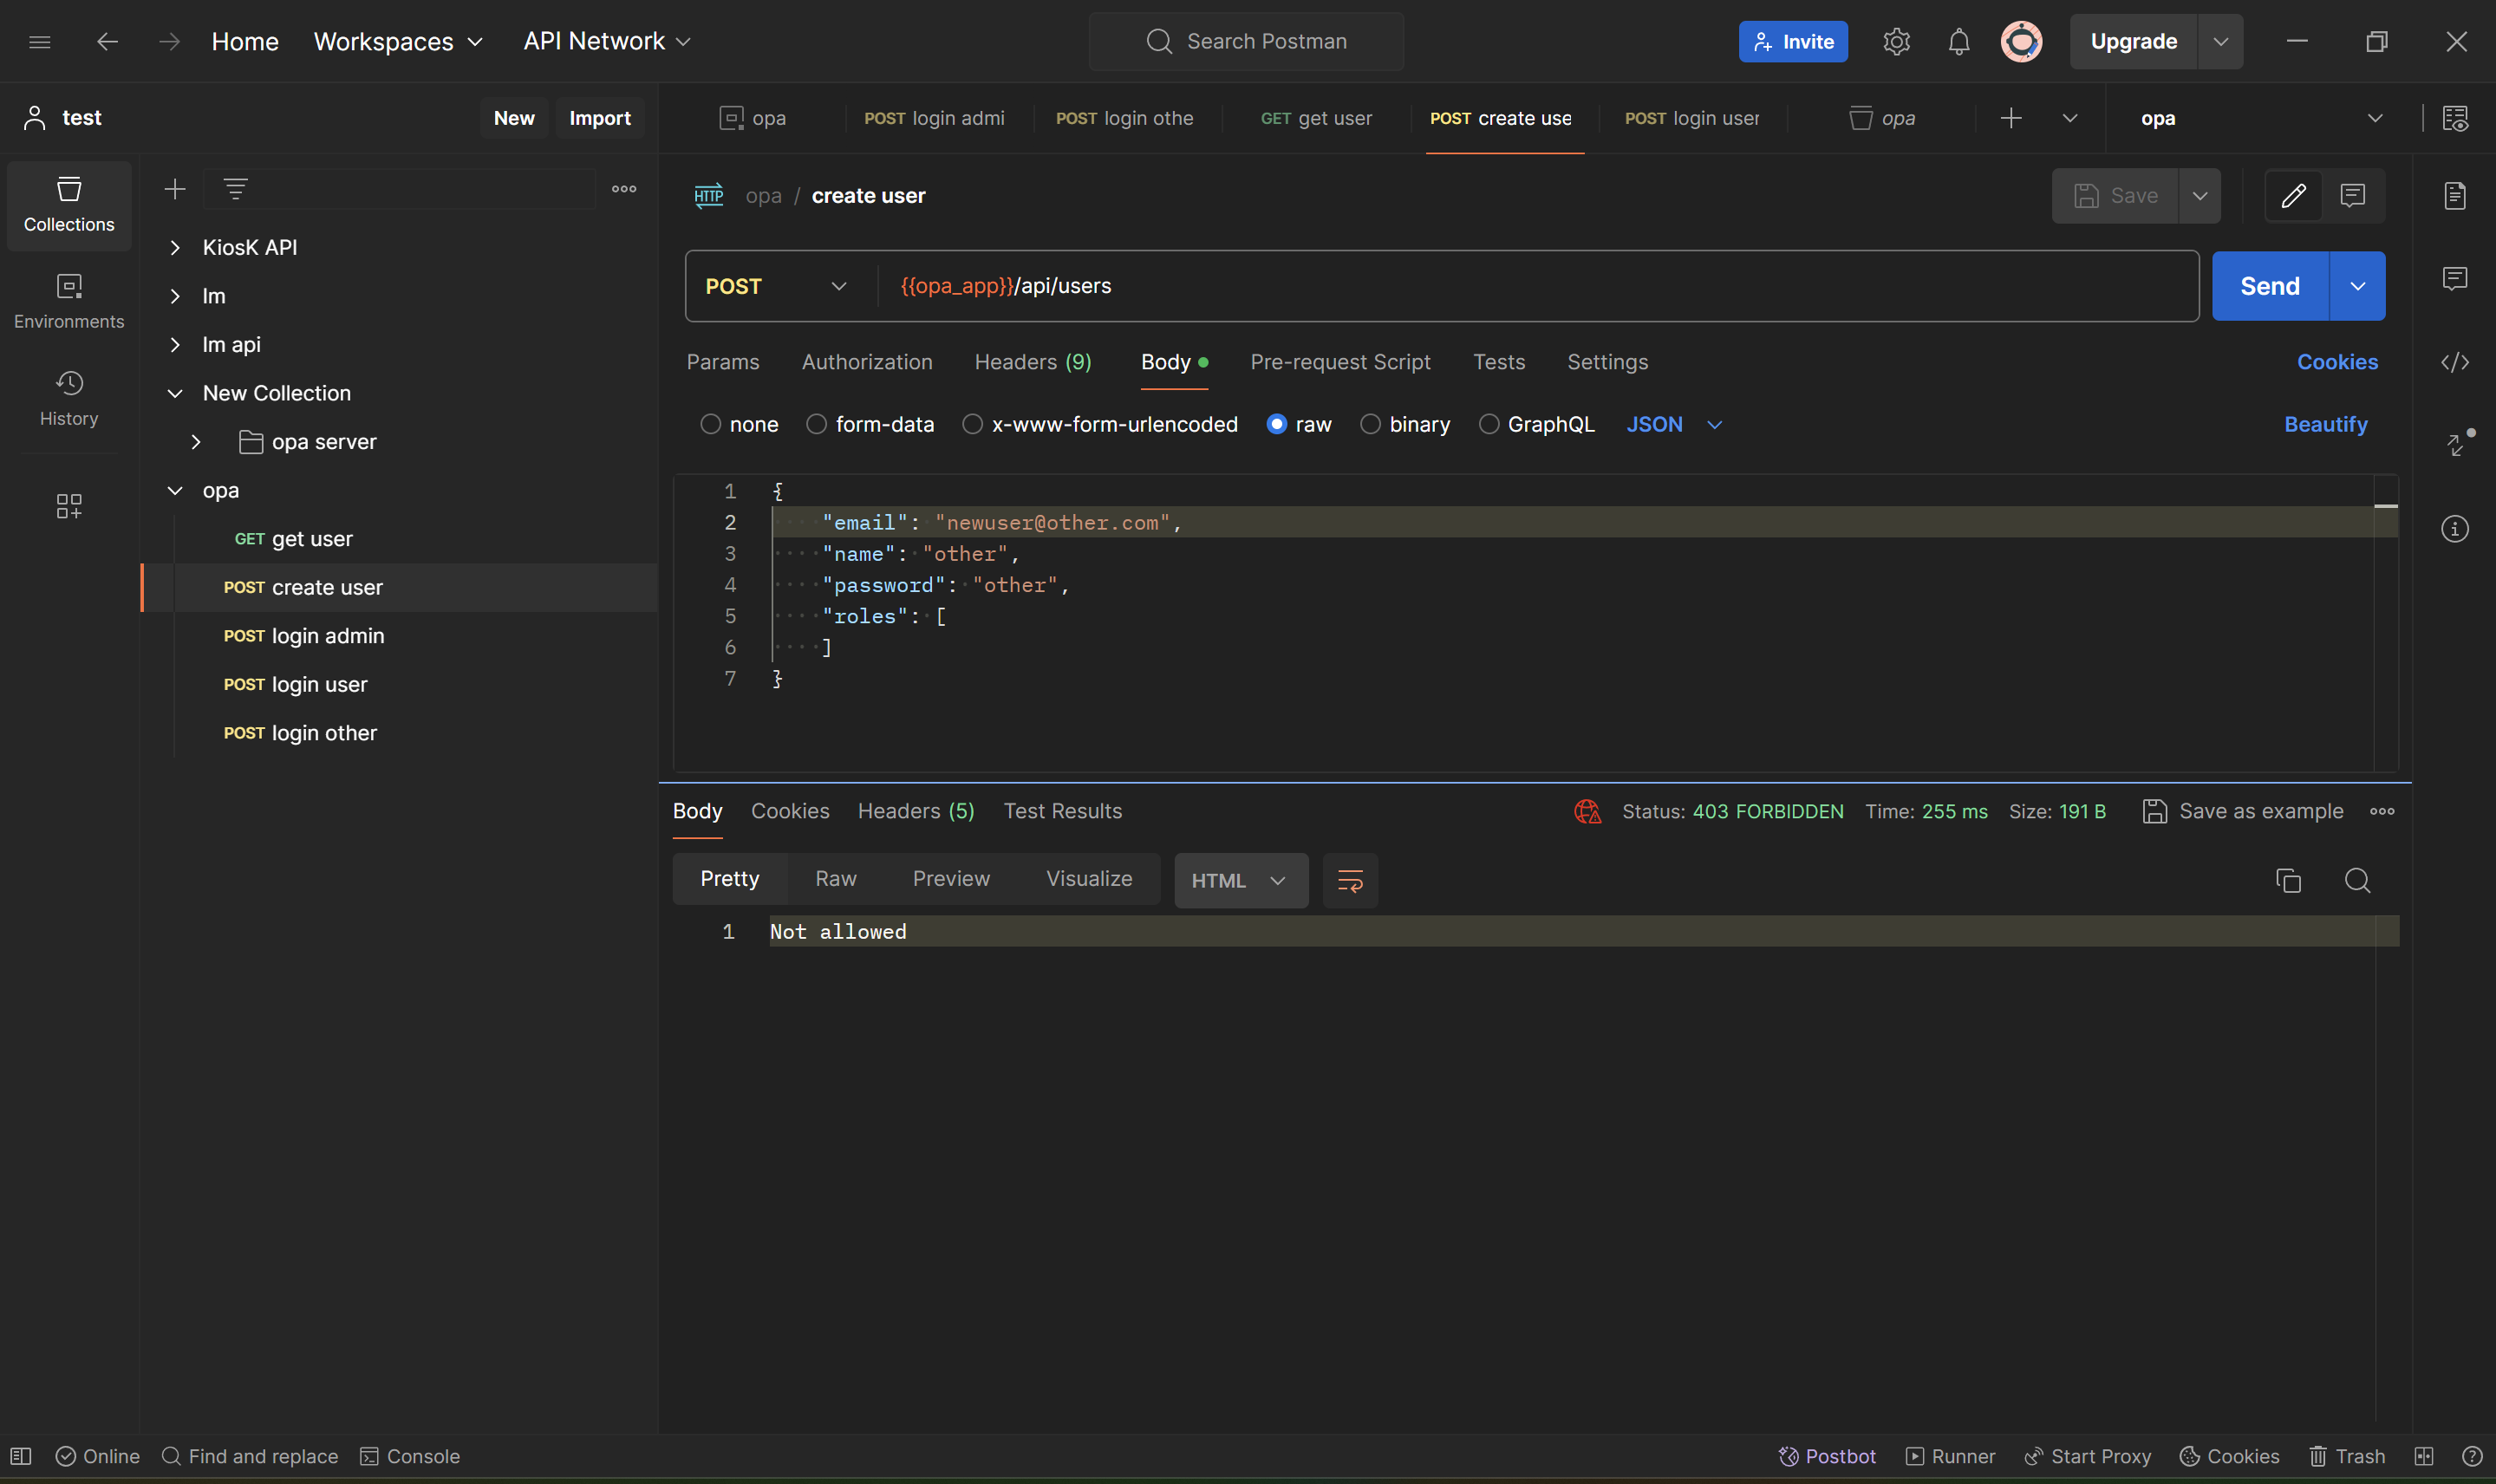 Home Workspaces API Network Search Postman Invite Upgrade
test New Import opa POST login admi POST login othe GET get user POST create use POST login user opa opa
Collections
Environments
History
KiosK API
lm
lm api
New Collection
opa server
opa
GET get user
POST create user
POST login admin
POST login user
POST login other
HTTP opa / create user Save
POST {{opa_app}}/api/users Send
Params Authorization Headers (9) Body Pre-request Script Tests Settings Cookies
none form-data x-www-form-urlencoded raw binary GraphQL JSON Beautify
1 {
2 "email": "newuser@other.com",
3 "name": "other",
4 "password": "other",
5 "roles": [
6 ]
7 }
Body Cookies Headers (5) Test Results Status: 403 FORBIDDEN Time: 255 ms Size: 191 B Save as example
Pretty Raw Preview Visualize HTML
1 Not allowed
Online Find and replace Console Postbot Runner Start Proxy Cookies Trash